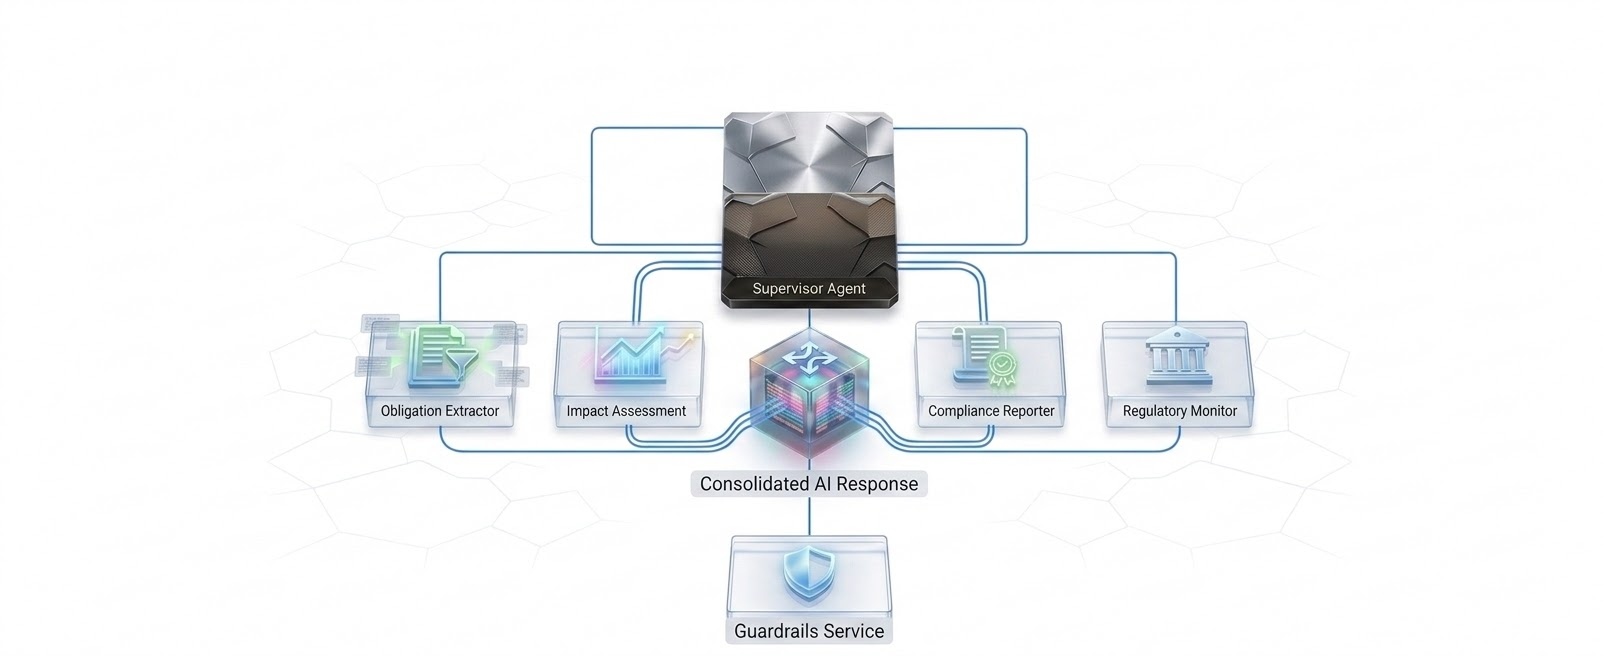 Supervisor Agent
Obligation Extractor
Impact Assessment
Compliance Reporter
Regulatory Monitor
Consolidated AI Response
Guardrails Service